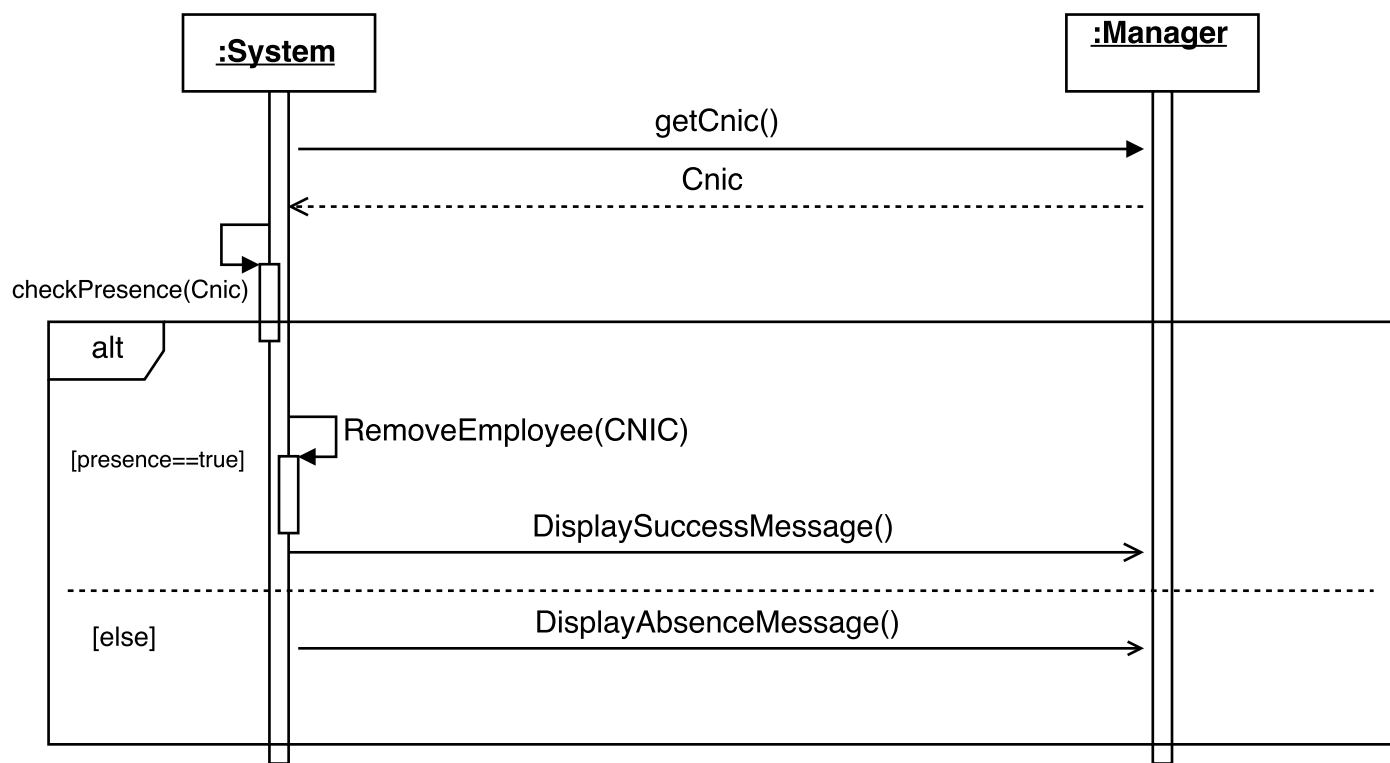 :System
:Manager
getCnic()
Cnic
checkPresence(Cnic)
alt
RemoveEmployee(CNIC)
[presence==true]
DisplaySuccessMessage()
DisplayAbsenceMessage()
[else]